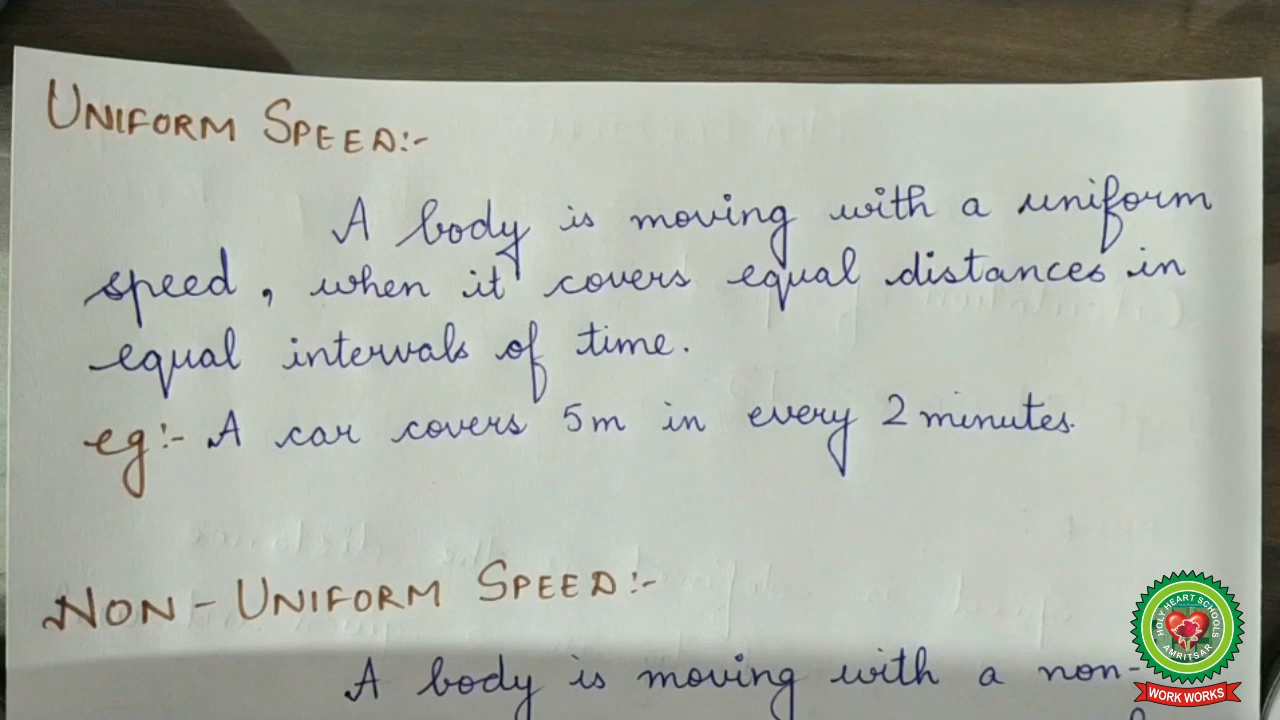 UNIFORM SPEED:-
A body is moving with a uniform
speed, when it covers equal distances in
equal intervals of time.
eg:- A car covers 5m in every 2 minutes.
NON-UNIFORM SPEED:-
A body is moving with a non-
HOLY HEART SCHOOLS
AMRITSAR
WORK WORKS